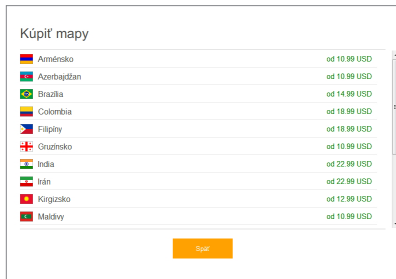 Kúpiť mapy
Arménsko od 10.99 USD
Azerbajdžan od 10.99 USD
Brazília od 14.99 USD
Colombia od 18.99 USD
Filipíny od 18.99 USD
Gruzínsko od 10.99 USD
India od 22.99 USD
Irán od 22.99 USD
Kirgizsko od 12.99 USD
Maldivy od 10.99 USD
Späť